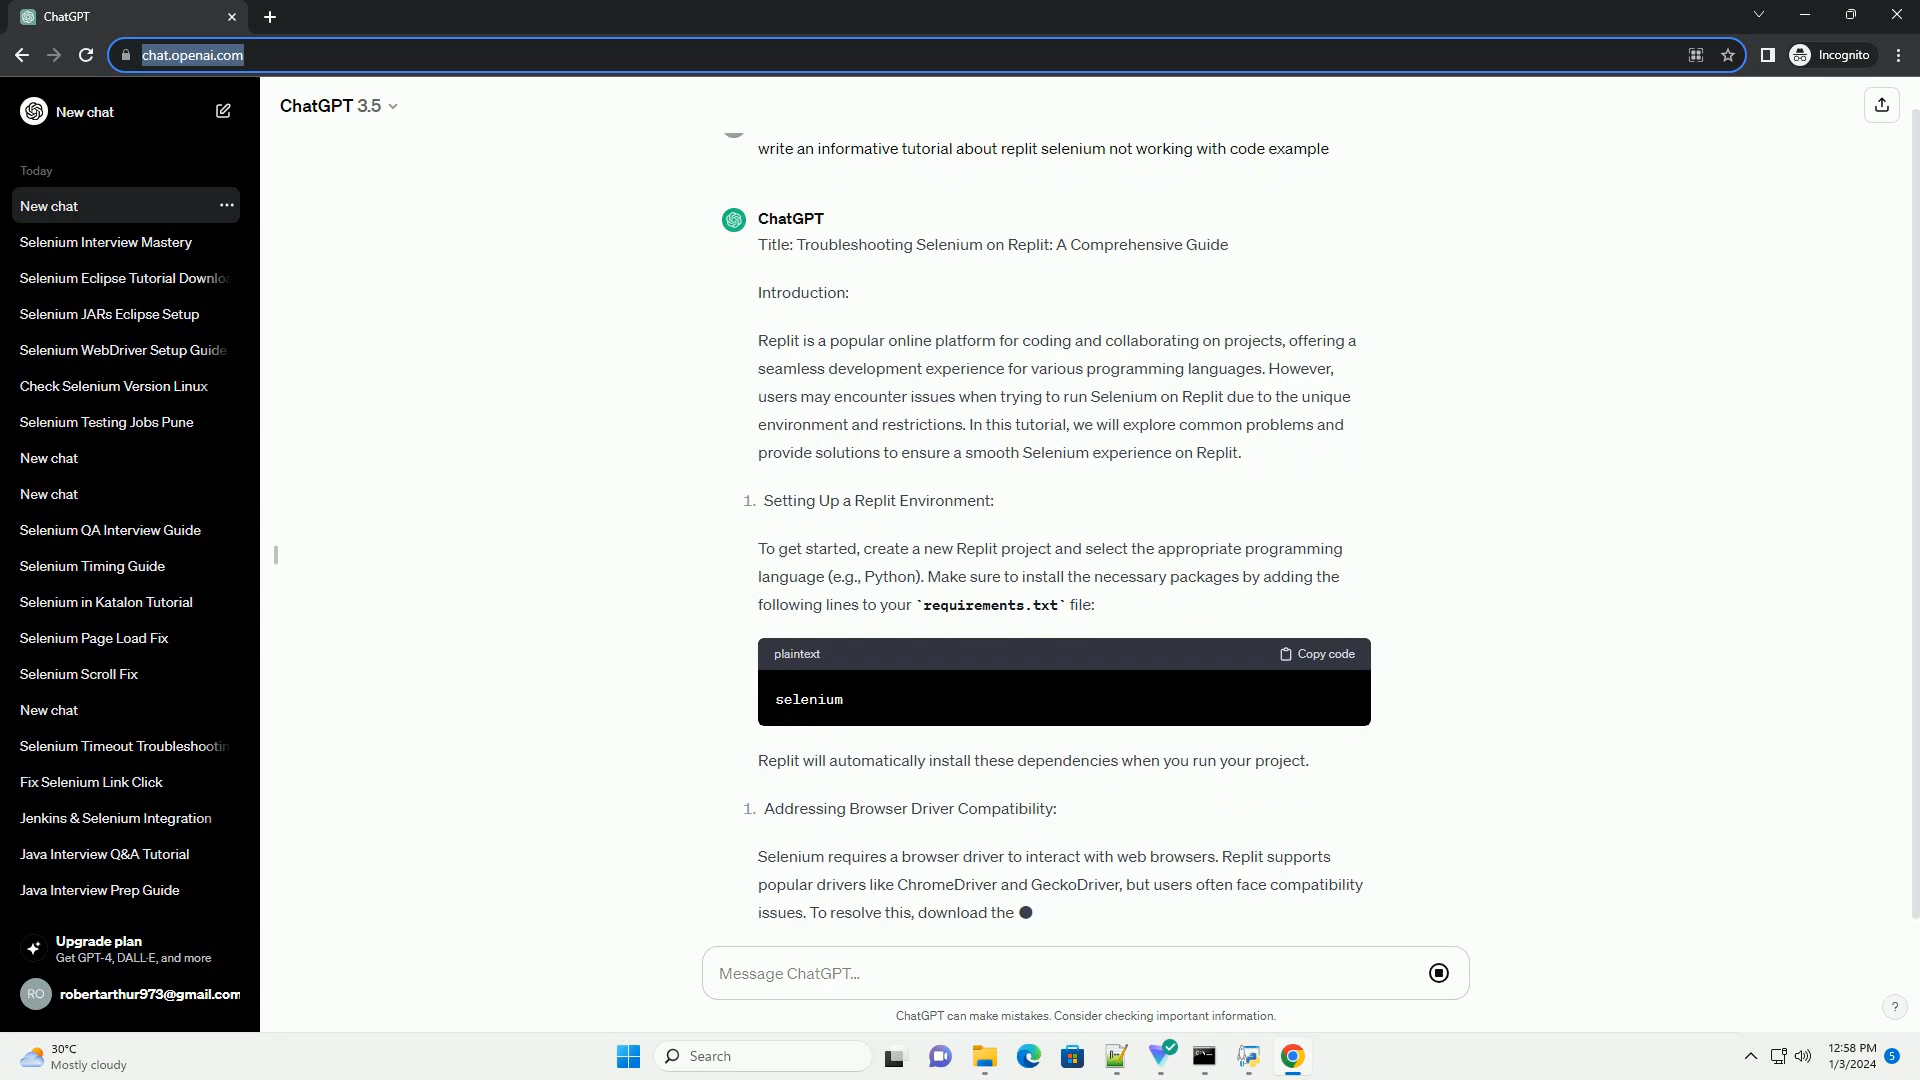 ChatGPT
chat.openai.com
Incognito
New chat
Today
New chat
Selenium Interview Mastery
Selenium Eclipse Tutorial Downlo
Selenium JARs Eclipse Setup
Selenium WebDriver Setup Guide
Check Selenium Version Linux
Selenium Testing Jobs Pune
New chat
New chat
Selenium QA Interview Guide
Selenium Timing Guide
Selenium in Katalon Tutorial
Selenium Page Load Fix
Selenium Scroll Fix
New chat
Selenium Timeout Troubleshootin
Fix Selenium Link Click
Jenkins & Selenium Integration
Java Interview Q&A Tutorial
Java Interview Prep Guide
Upgrade plan
Get GPT-4, DALL·E, and more
RO robertarthur973@gmail.com
ChatGPT 3.5
write an informative tutorial about replit selenium not working with code example
ChatGPT
Title: Troubleshooting Selenium on Replit: A Comprehensive Guide
Introduction:
Replit is a popular online platform for coding and collaborating on projects, offering a
seamless development experience for various programming languages. However,
users may encounter issues when trying to run Selenium on Replit due to the unique
environment and restrictions. In this tutorial, we will explore common problems and
provide solutions to ensure a smooth Selenium experience on Replit.
1. Setting Up a Replit Environment:
To get started, create a new Replit project and select the appropriate programming
language (e.g., Python). Make sure to install the necessary packages by adding the
following lines to your `requirements.txt` file:
plaintext Copy code
selenium
Replit will automatically install these dependencies when you run your project.
1. Addressing Browser Driver Compatibility:
Selenium requires a browser driver to interact with web browsers. Replit supports
popular drivers like ChromeDriver and GeckoDriver, but users often face compatibility
issues. To resolve this, download the
Message ChatGPT...
ChatGPT can make mistakes. Consider checking important information.
?
30°C
Mostly cloudy
Search
12:58 PM
1/3/2024
5